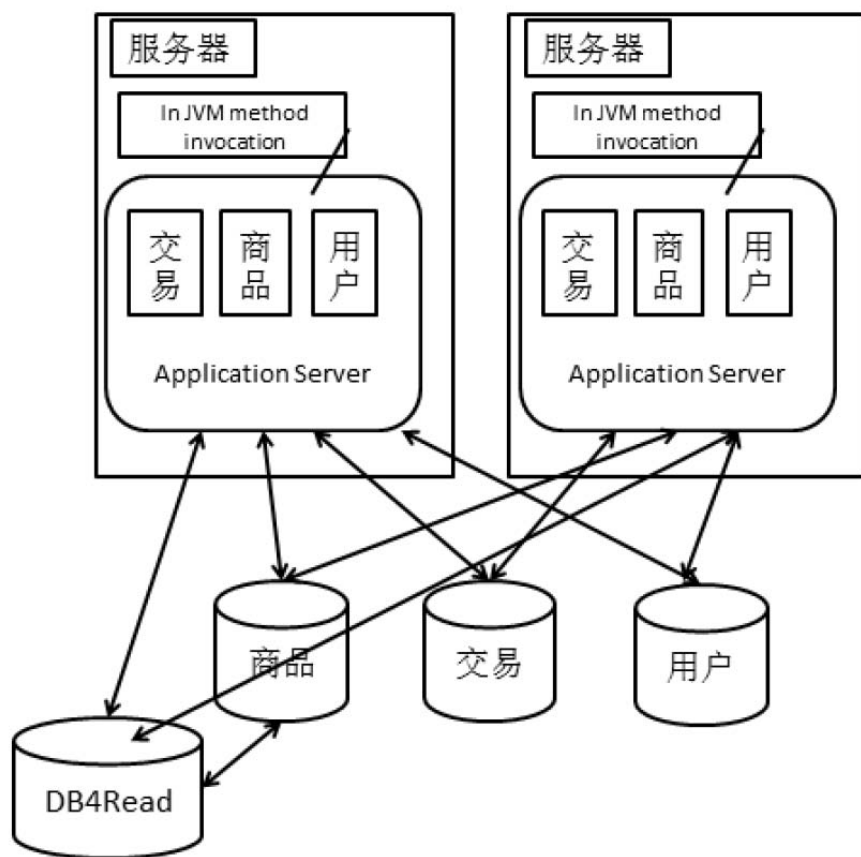 服务器
In JVM method
invocation
交易
商品
用户
Application Server
服务器
In JVM method
invocation
交易
商品
用户
Application Server
商品
交易
用户
DB4Read